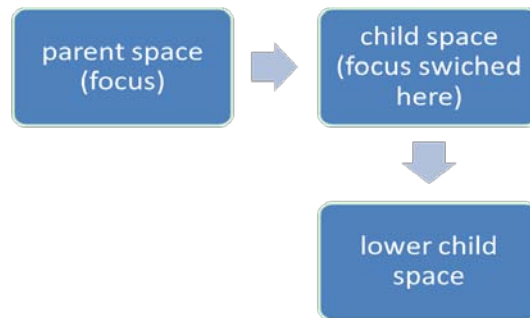 parent space
(focus)
child space
(focus swiched
here)
lower child
space